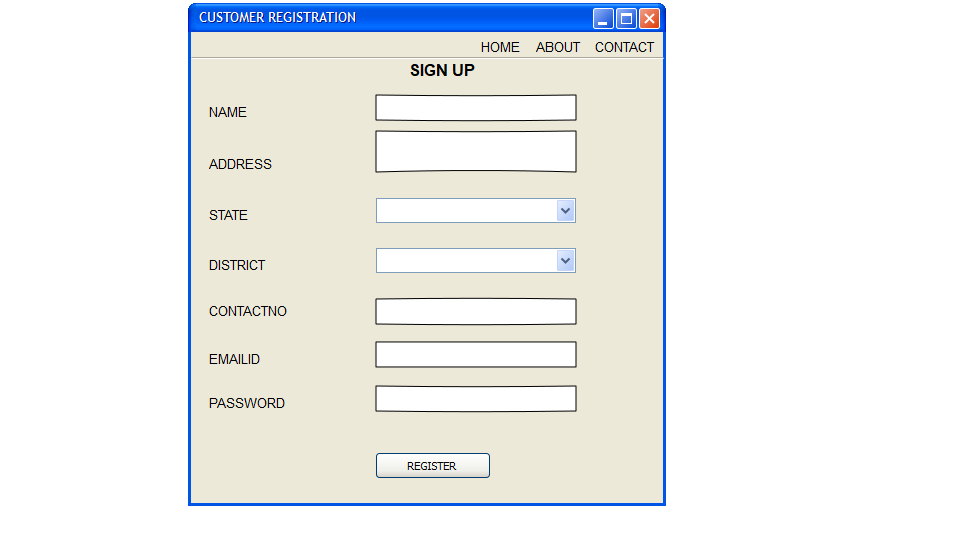 CUSTOMER REGISTRATION
HOME ABOUT CONTACT
SIGN UP
NAME
ADDRESS
STATE
DISTRICT
CONTACTNO
EMAILID
PASSWORD
REGISTER